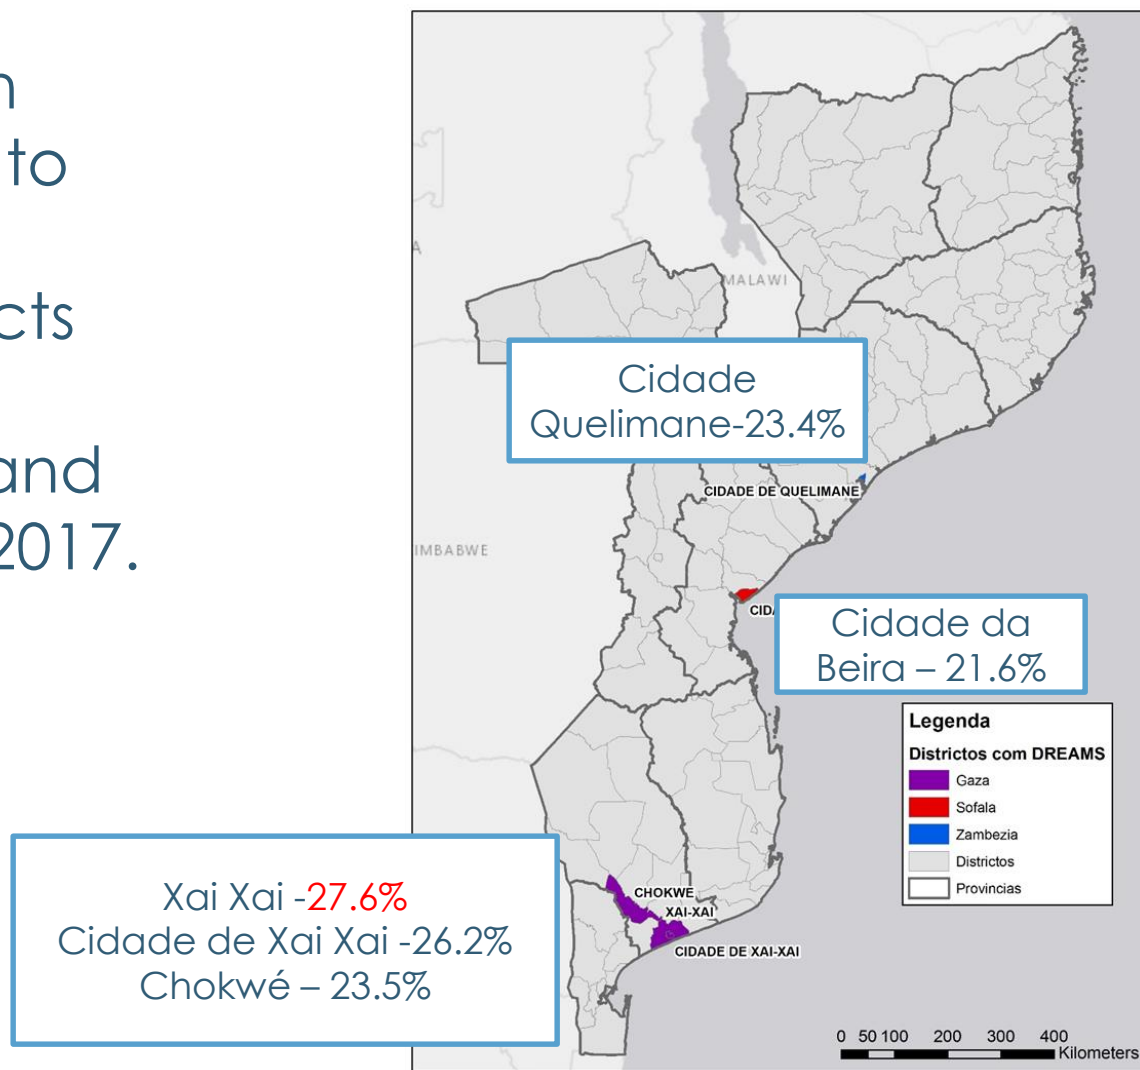 n
to
cts
and
2017.
MALAWI
Cidade
Quelimane-23.4%
CIDADE DE QUELIMANE
IMBABWE
CIDA
Cidade da
Beira – 21.6%
Legenda
Districtos com DREAMS
Gaza
Sofala
Zambezia
Districtos
Provincias
Xai Xai -27.6%
Cidade de Xai Xai -26.2%
Chokwé – 23.5%
CHOKWE
XAI-XAI
CIDADE DE XAI-XAI
0 50 100 200 300 400
Kilometers